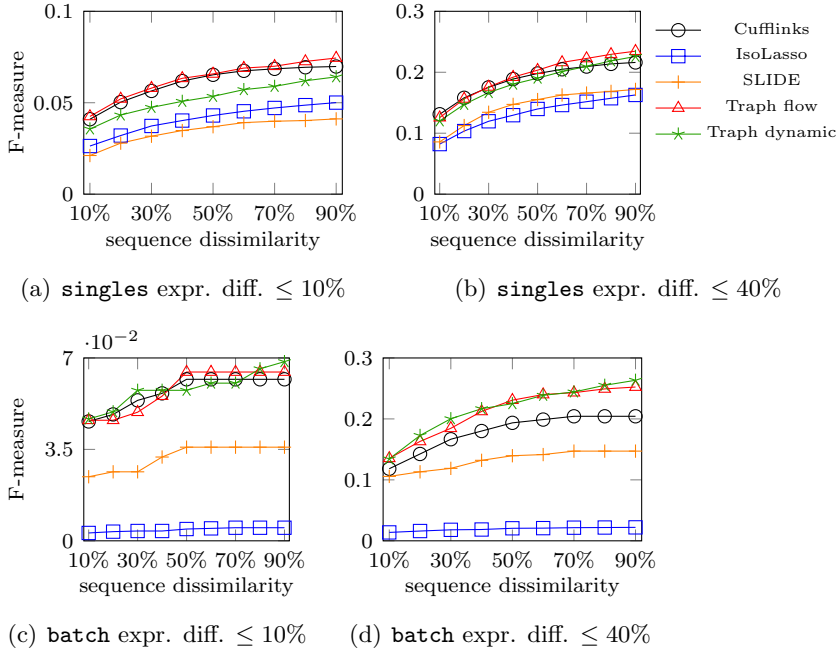 0.1
0.05
0
F-measure
10% 30% 50% 70% 90%
sequence dissimilarity
(a) singles expr. diff. ≤ 10%
0.3
0.2
0.1
0
10% 30% 50% 70% 90%
sequence dissimilarity
(b) singles expr. diff. ≤ 40%
Cufflinks
IsoLasso
SLIDE
Traph flow
Traph dynamic
·10⁻²
7
3.5
0
F-measure
10% 30% 50% 70% 90%
sequence dissimilarity
(c) batch expr. diff. ≤ 10%
0.3
0.2
0.1
0
10% 30% 50% 70% 90%
sequence dissimilarity
(d) batch expr. diff. ≤ 40%